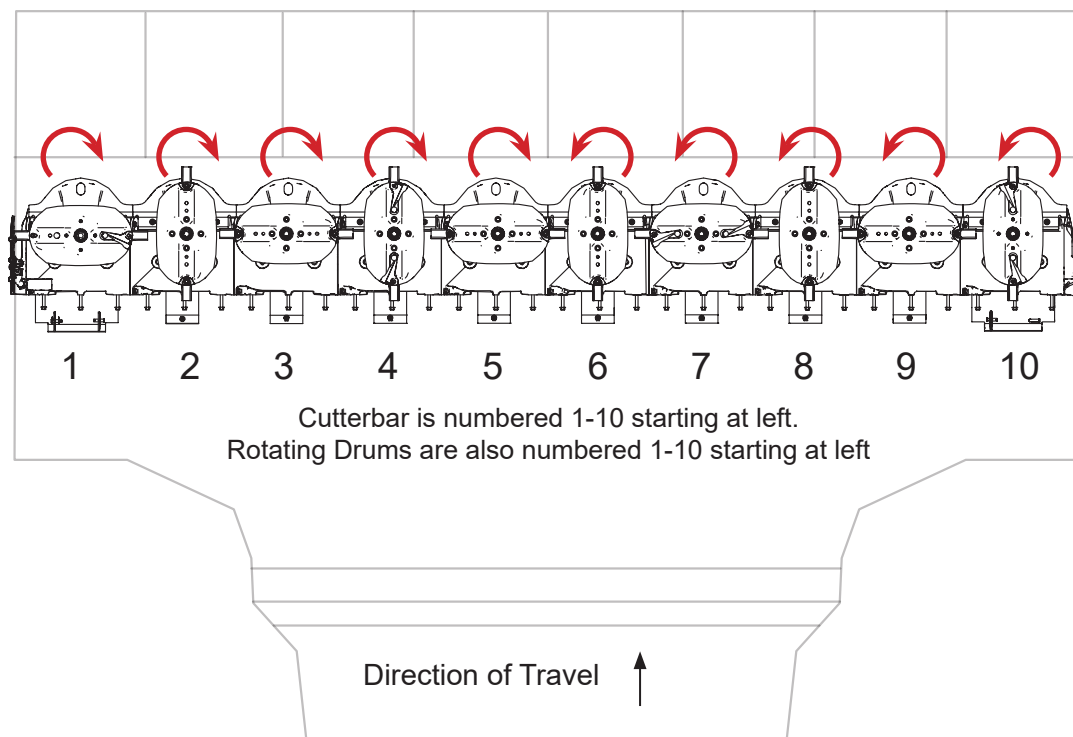 1 2 3 4 5 6 7 8 9 10
Cutterbar is numbered 1-10 starting at left.
Rotating Drums are also numbered 1-10 starting at left
Direction of Travel